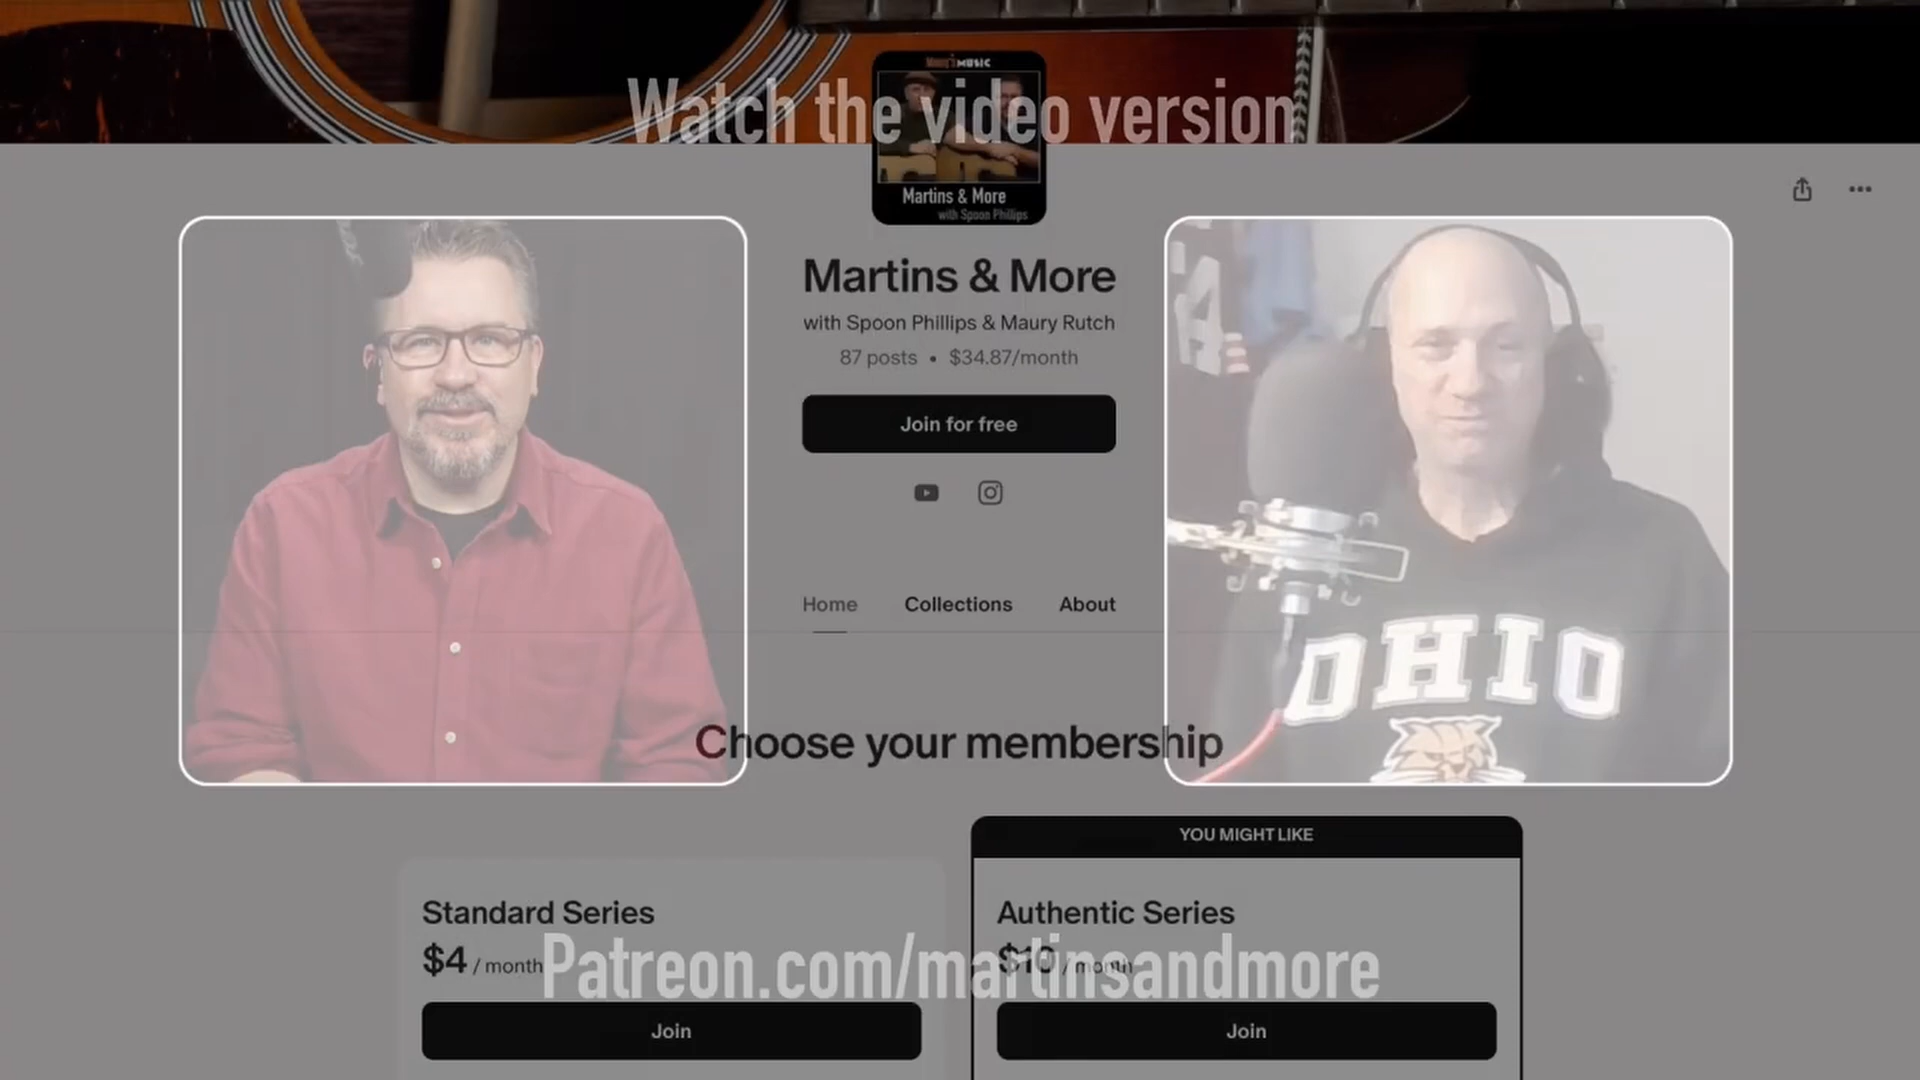 Maury's MUSIC
Watch the video version
Martins & More
with Spoon Phillips
Martins & More
with Spoon Phillips & Maury Rutch
87 posts • $34.87/month
Join for free
Home Collections About
OHIO
Choose your membership
YOU MIGHT LIKE
Standard Series
Authentic Series
$4 / month
$10 / month
Patreon.com/martinsandmore
Join
Join